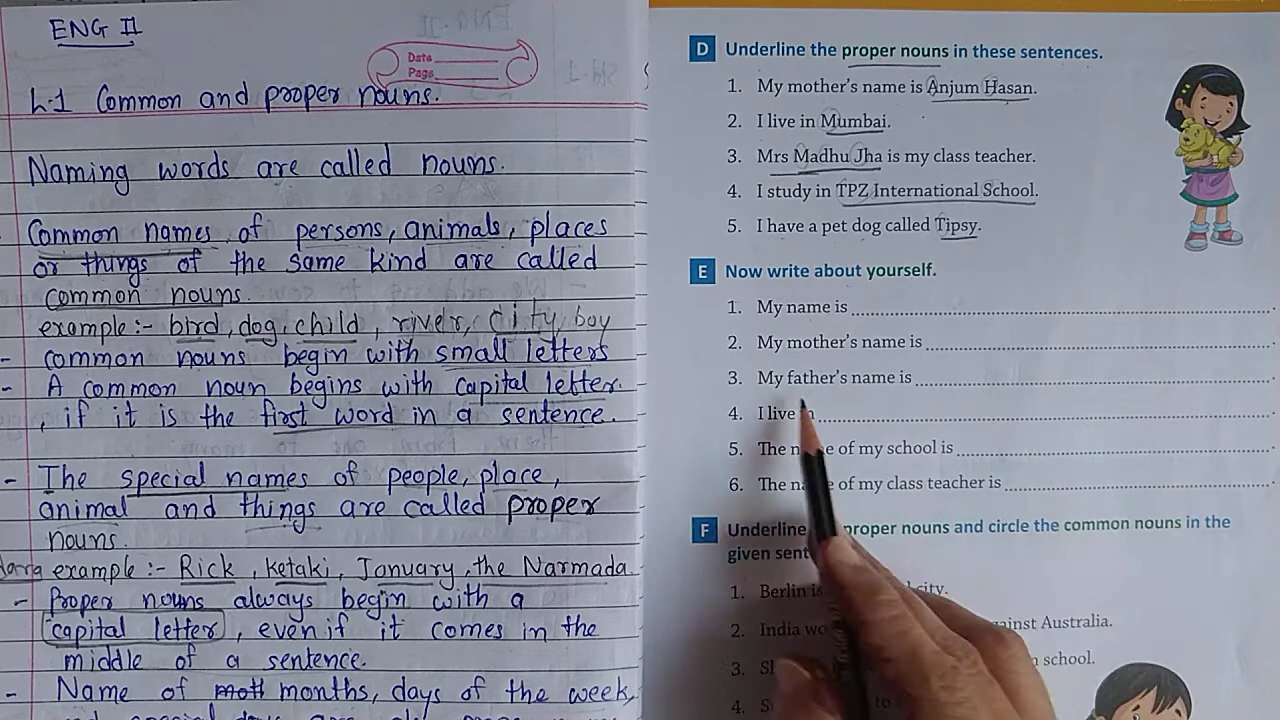 ENG II
Date
Page
L-1 Common and proper nouns.
Naming words are called nouns.
Common names of persons, animals, places
or things of the same kind are called
common nouns.
example :- bird, dog, child, river, city, boy
- common nouns begin with small letters
- A common noun begins with capital letter.
, if it is the first word in a sentence.
- The special names of people, place,
animal and things are called proper
nouns.
example :- Rick, Ketaki, January, the Narmada
- Proper nouns always begin with a
capital letter, even if it comes in the
middle of a sentence.
- Name of months, days of the week,
D Underline the proper nouns in these sentences.
1. My mother's name is Anjum Hasan.
2. I live in Mumbai.
3. Mrs Madhu Jha is my class teacher.
4. I study in TPZ International School.
5. I have a pet dog called Tipsy.
E Now write about yourself.
1. My name is
2. My mother's name is
3. My father's name is
4. I live
5. The of my school is
6. The of my class teacher is
F Underline proper nouns and circle the common nouns in the
given
1. Berlin city.
2. India Australia.
3. school.
4. to